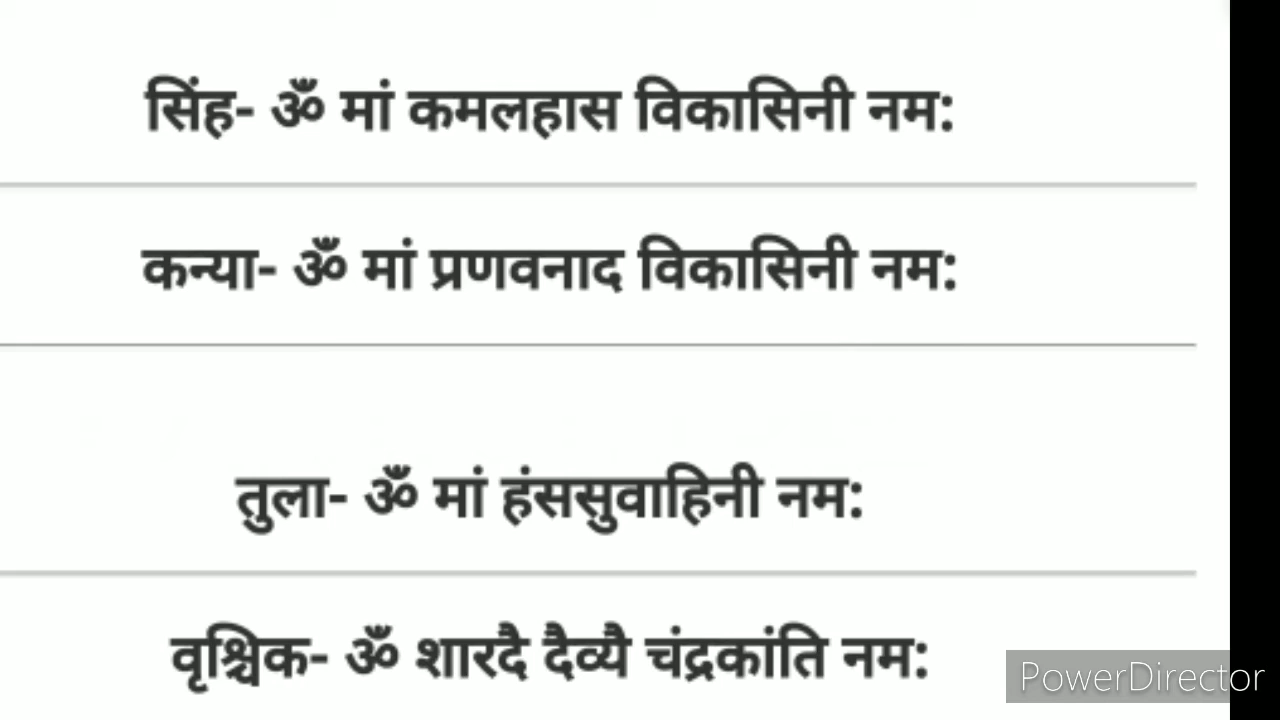 सिंह- ॐ मां कमलहास विकासिनी नम:
कन्या- ॐ मां प्रणवनाद विकासिनी नम:
तुला- ॐ मां हंससुवाहिनी नम:
वृश्चिक- ॐ शारदै दैव्यै चंद्रकांति नम:
PowerDirector